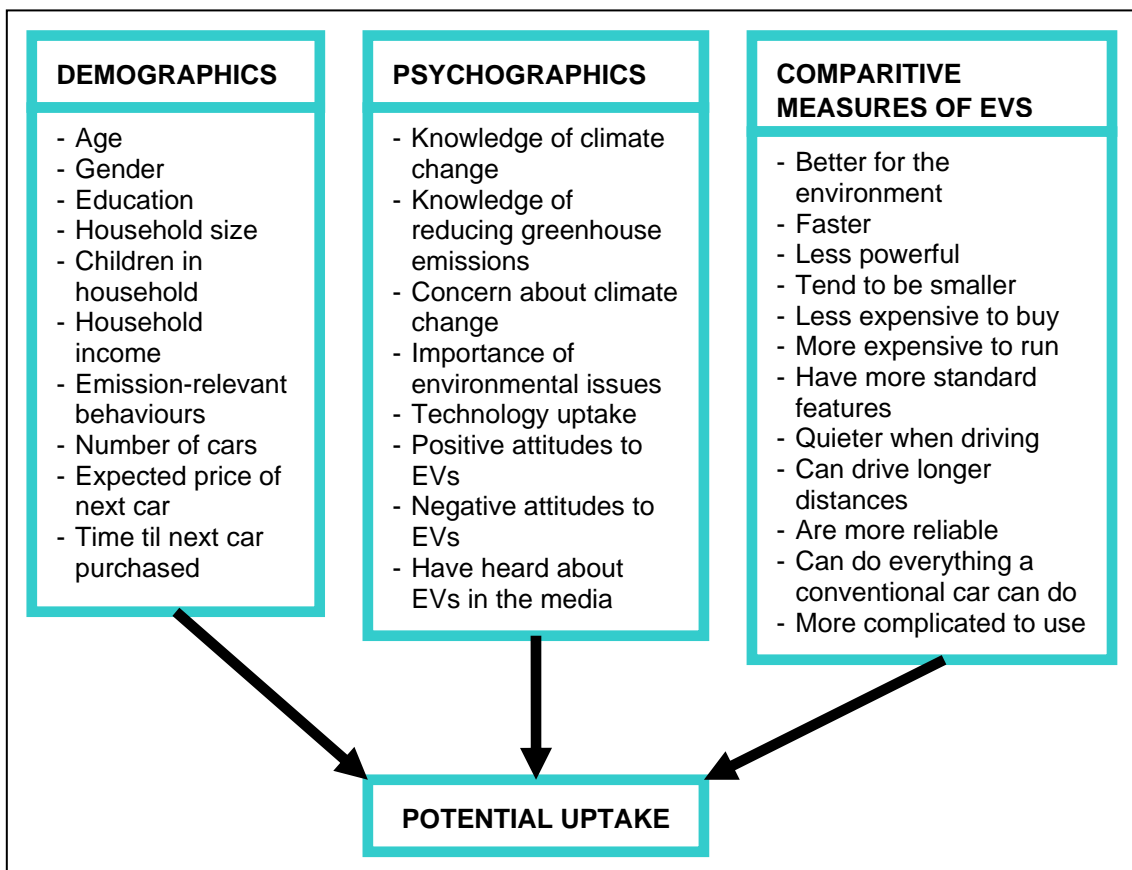 DEMOGRAPHICS
- Age
- Gender
- Education
- Household size
- Children in
household
- Household
income
- Emission-relevant
behaviours
- Number of cars
- Expected price of
next car
- Time til next car
purchased
PSYCHOGRAPHICS
- Knowledge of climate
change
- Knowledge of
reducing greenhouse
emissions
- Concern about climate
change
- Importance of
environmental issues
- Technology uptake
- Positive attitudes to
EVs
- Negative attitudes to
EVs
- Have heard about
EVs in the media
COMPARITIVE
MEASURES OF EVS
- Better for the
environment
- Faster
- Less powerful
- Tend to be smaller
- Less expensive to buy
- More expensive to run
- Have more standard
features
- Quieter when driving
- Can drive longer
distances
- Are more reliable
- Can do everything a
conventional car can do
- More complicated to use
POTENTIAL UPTAKE